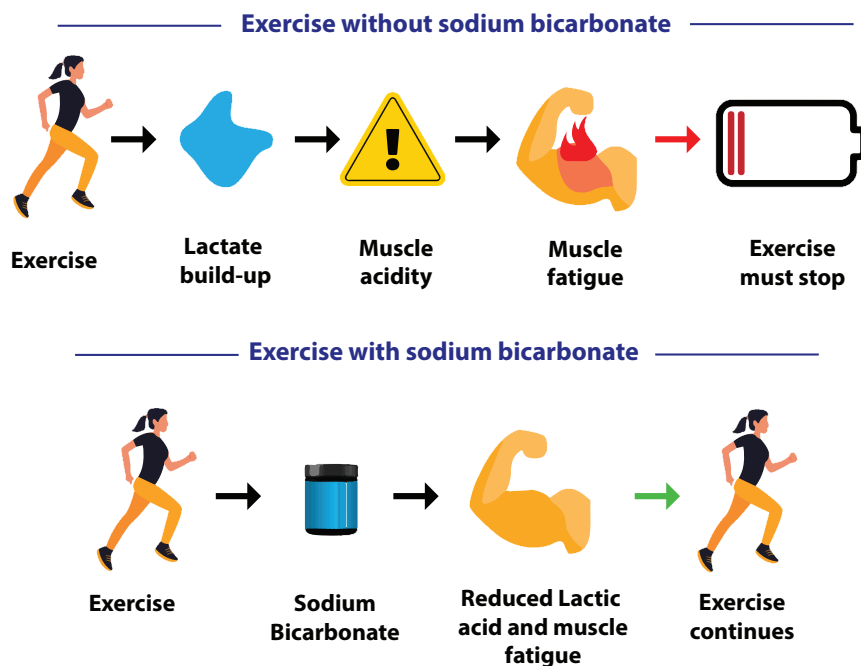 Exercise without sodium bicarbonate
Exercise
Lactate
build-up
Muscle
acidity
Muscle
fatigue
Exercise
must stop
Exercise with sodium bicarbonate
Exercise
Sodium
Bicarbonate
Reduced Lactic
acid and muscle
fatigue
Exercise
continues